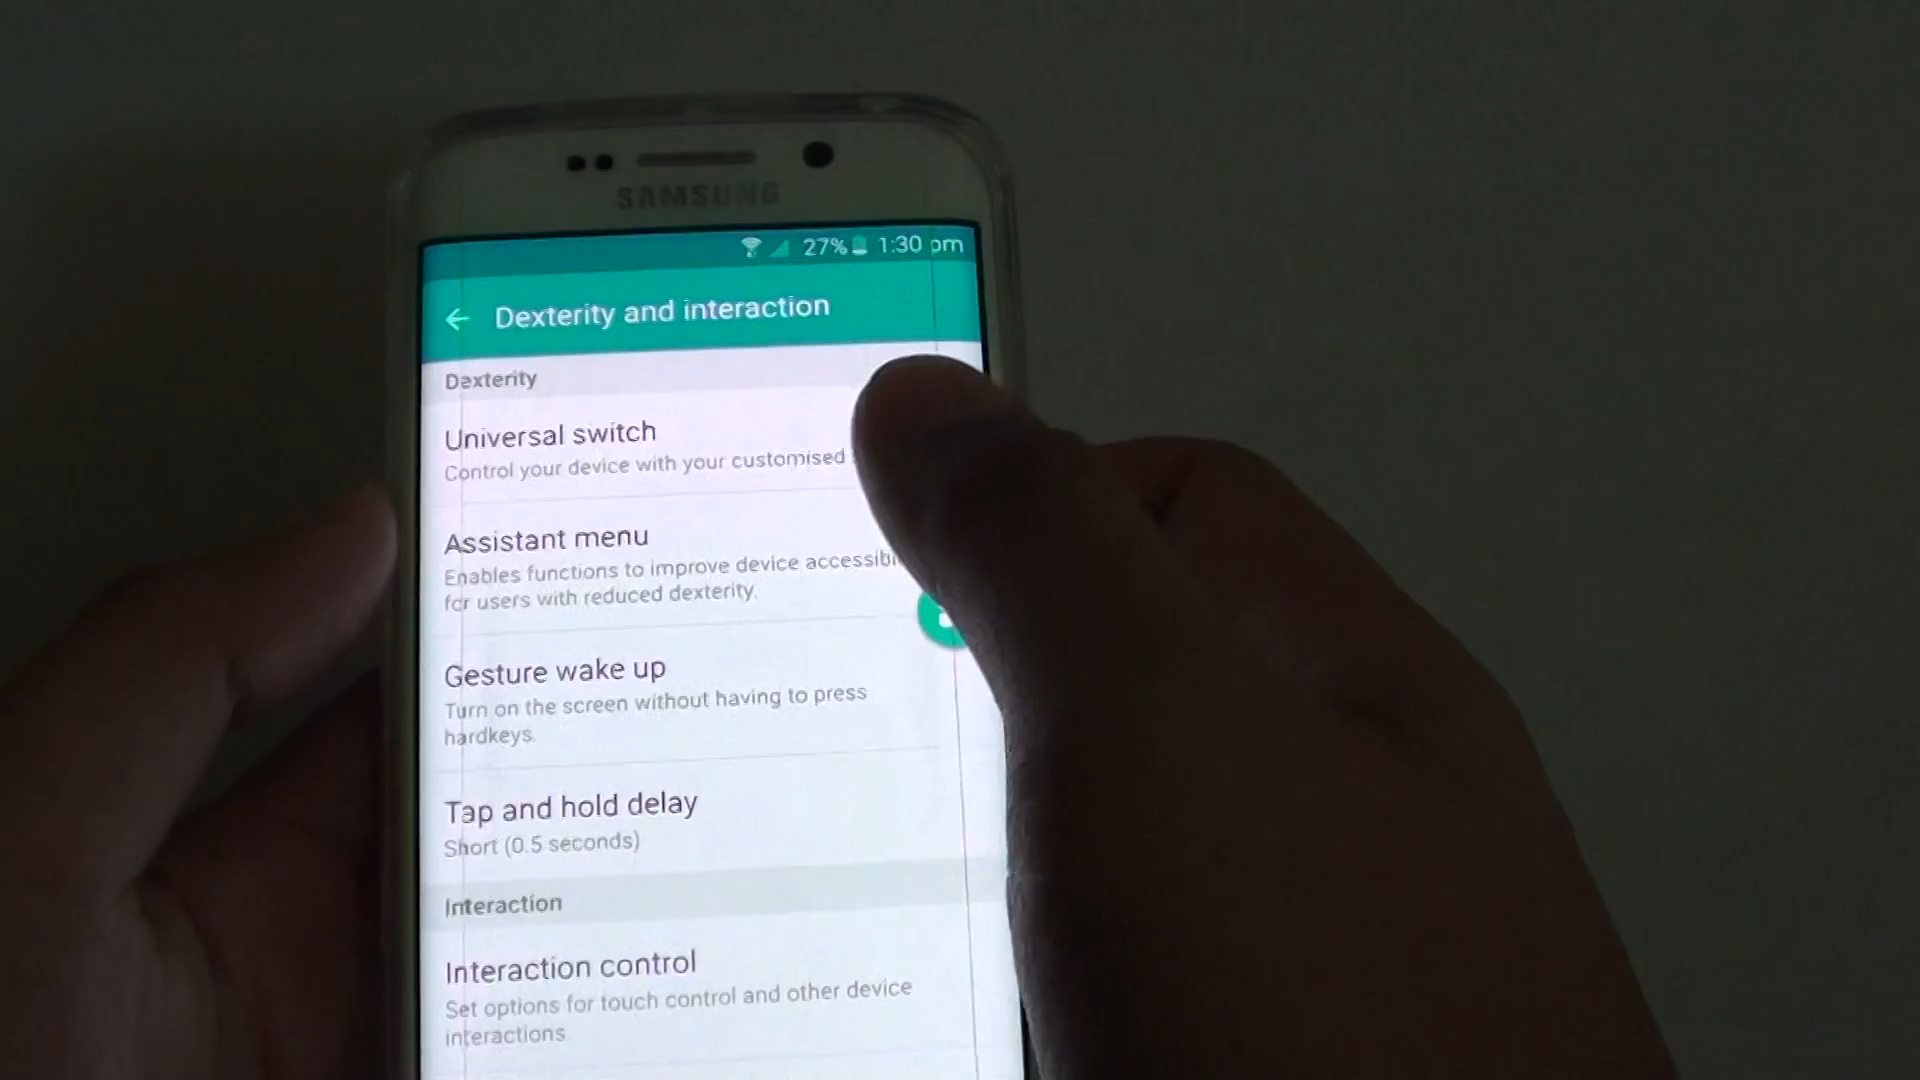 SAMSUNG
27% 1:30 pm
Dexterity and interaction
Dexterity
Universal switch
Control your device with your customised
Assistant menu
Enables functions to improve device
for users with reduced dexterity.
Gesture wake up
Turn on the screen without having to press
hardkeys.
Tap and hold delay
Short (0.5 seconds)
Interaction
Interaction control
Set options for touch control and other device
interactions